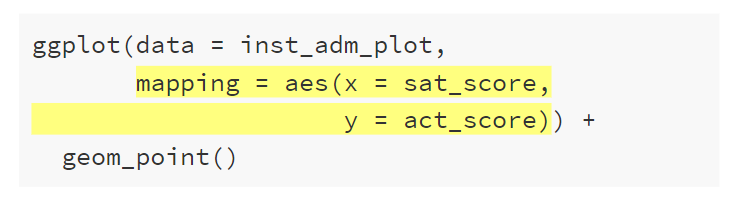 ggplot(data = inst_adm_plot,
       mapping = aes(x = sat_score,
                     y = act_score)) +
  geom_point()